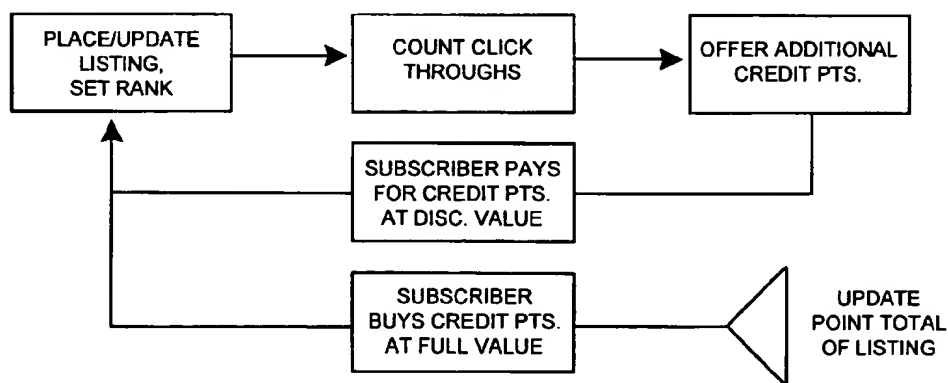 PLACE/UPDATE
LISTING,
SET RANK
COUNT CLICK
THROUGHS
OFFER ADDITIONAL
CREDIT PTS.
SUBSCRIBER PAYS
FOR CREDIT PTS.
AT DISC. VALUE
SUBSCRIBER
BUYS CREDIT PTS.
AT FULL VALUE
UPDATE
POINT TOTAL
OF LISTING